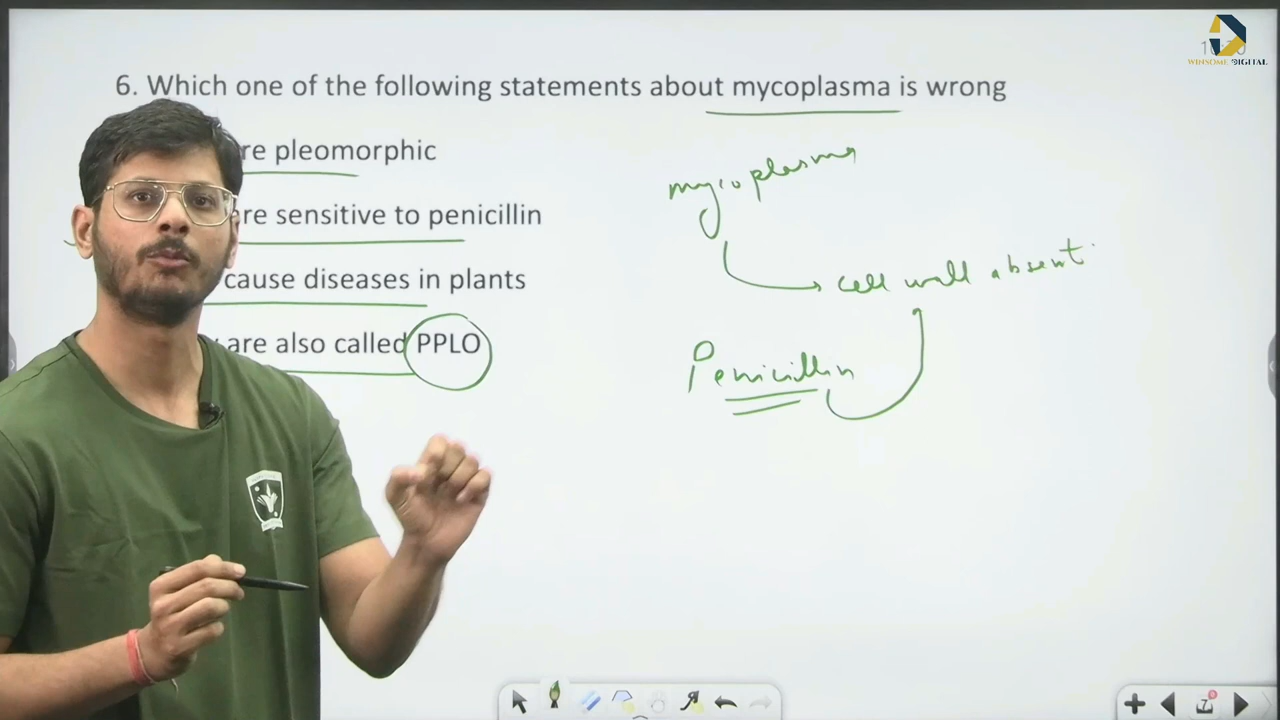 WINSOME DIGITAL
6. Which one of the following statements about mycoplasma is wrong
re pleomorphic
are sensitive to penicillin
cause diseases in plants
are also called PPLO
mycoplasma
cell wall absent
Penicillin